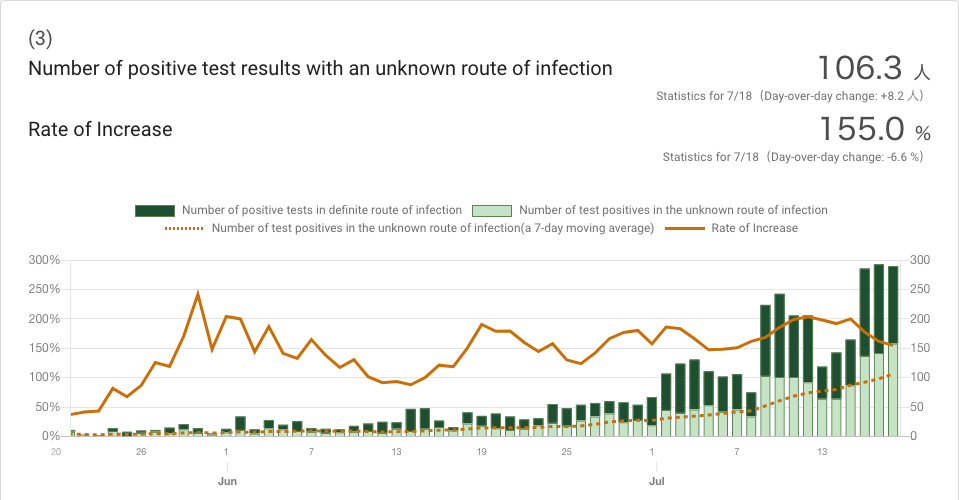 (3)
Number of positive test results with an unknown route of infection
106.3 人
Statistics for 7/18（Day-over-day change: +8.2 人）
Rate of Increase
155.0 %
Statistics for 7/18（Day-over-day change: -6.6 %）
Number of positive tests in definite route of infection Number of test positives in the unknown route of infection
Number of test positives in the unknown route of infection(a 7-day moving average) Rate of Increase
300% 300
250% 250
200% 200
150% 150
100% 100
50% 50
0% 0
20 26 1 7 13 19 25 1 7 13
Jun Jul